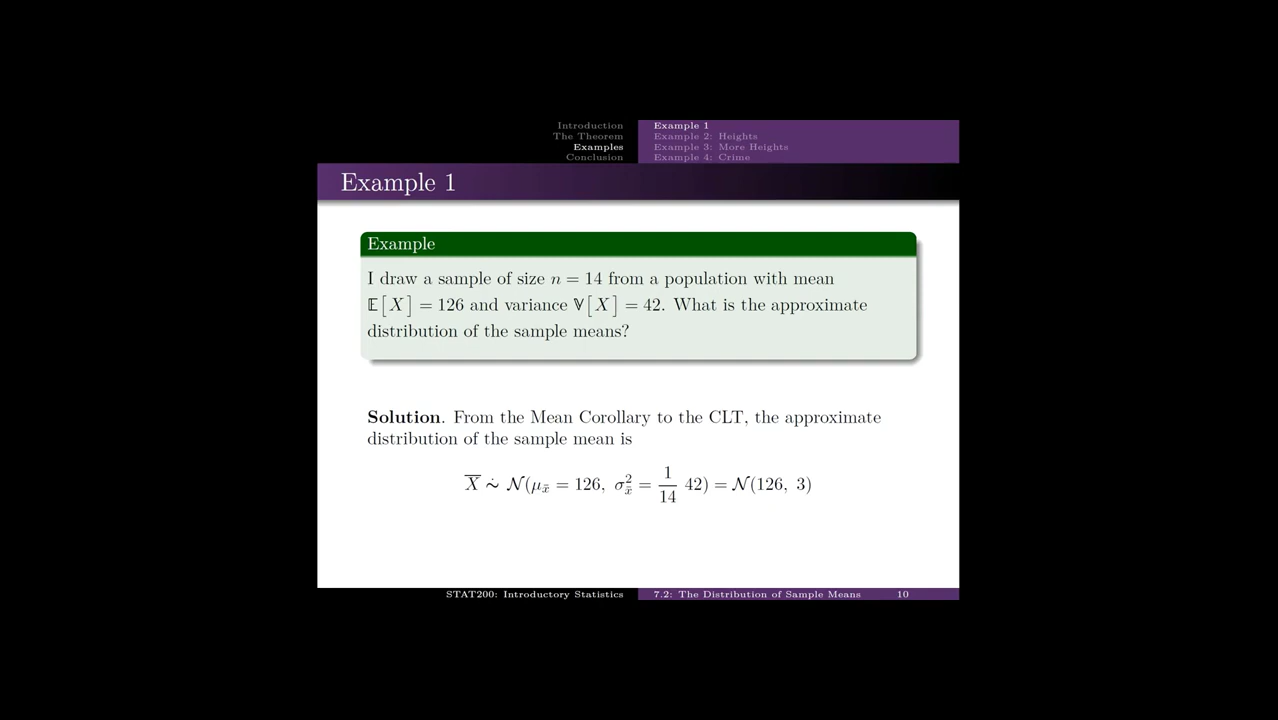 Introduction
The Theorem
Examples
Conclusion
Example 1
Example 2: Heights
Example 3: More Heights
Example 4: Crime
Example 1
Example
I draw a sample of size n = 14 from a population with mean
𝔼[X] = 126 and variance 𝕍[X] = 42. What is the approximate
distribution of the sample means?
Solution. From the Mean Corollary to the CLT, the approximate
distribution of the sample mean is
X̅ ∼̇ 𝒩(μx̄ = 126, σ²x̄ = 1/14 42) = 𝒩(126, 3)
STAT200: Introductory Statistics
7.2: The Distribution of Sample Means
10